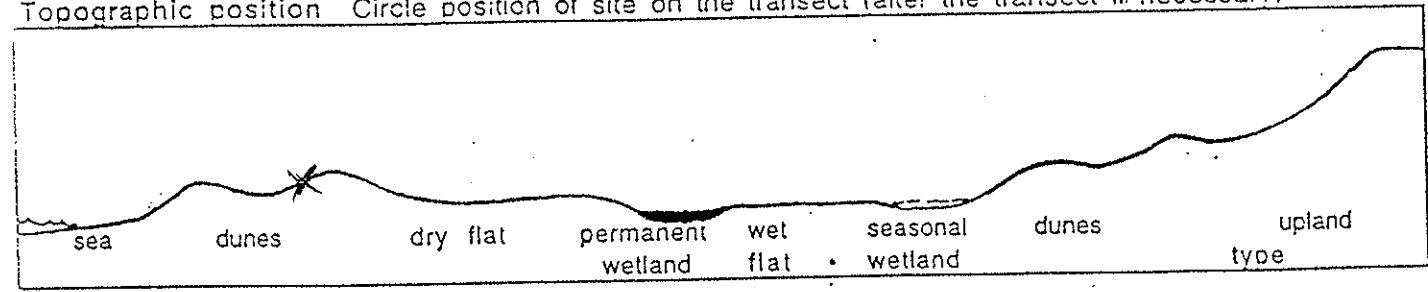 Topographic position Circle position of site on the transect (alter the transect if necessary)
sea dunes dry flat permanent wet seasonal dunes upland
wetland flat wetland type